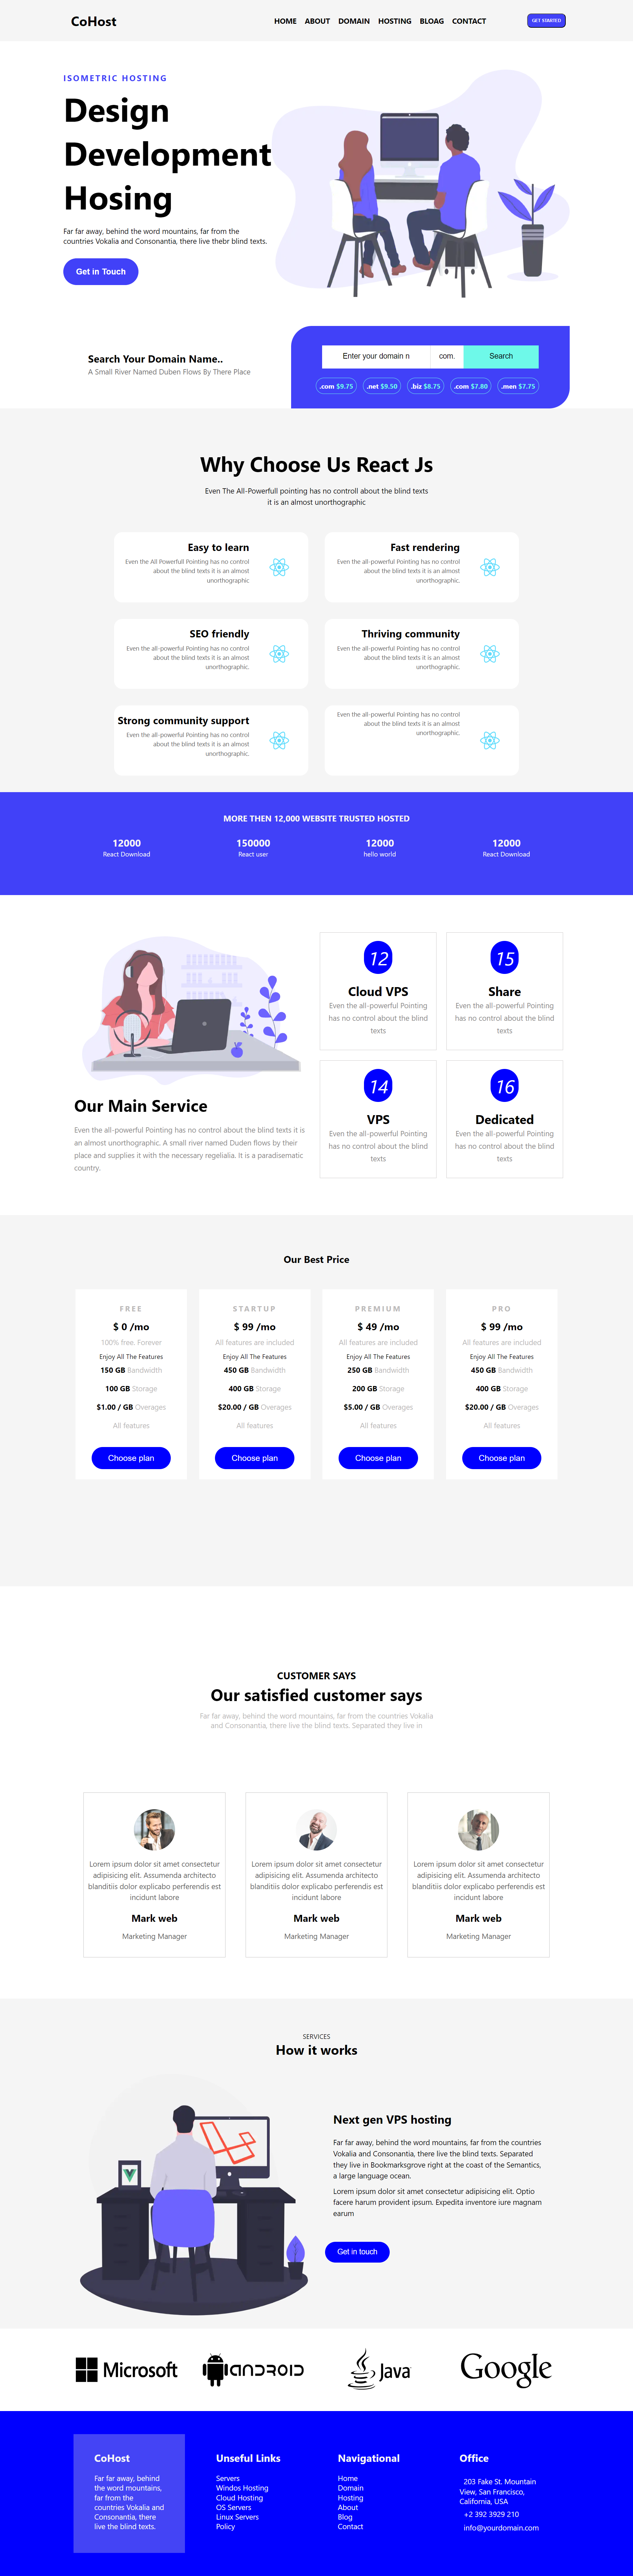 CoHost
HOME ABOUT DOMAIN HOSTING BLOAG CONTACT
GET STARTED
ISOMETRIC HOSTING
Design
Development
Hosing
Far far away, behind the word mountains, far from the
countries Vokalia and Consonantia, there live thebr blind texts.
Get in Touch
Search Your Domain Name..
A Small River Named Duben Flows By There Place
Enter your domain n com. Search
.com $9.75 .net $9.50 .biz $8.75 .com $7.80 .men $7.75
Why Choose Us React Js
Even The All-Powerfull pointing has no controll about the blind texts
it is an almost unorthographic
Easy to learn
Even the All Powerfull Pointing has no control
about the blind texts it is an almost
unorthographic
Fast rendering
Even the all-powerful Pointing has no control
about the blind texts it is an almost
unorthographic.
SEO friendly
Even the all-powerful Pointing has no control
about the blind texts it is an almost
unorthographic.
Thriving community
Even the all-powerful Pointing has no control
about the blind texts it is an almost
unorthographic.
Strong community support
Even the all-powerful Pointing has no control
about the blind texts it is an almost
unorthographic.
Even the all-powerful Pointing has no control
about the blind texts it is an almost
unorthographic.
MORE THEN 12,000 WEBSITE TRUSTED HOSTED
12000 150000 12000 12000
React Download React user hello world React Download
12
Cloud VPS
Even the all-powerful Pointing
has no control about the blind
texts
15
Share
Even the all-powerful Pointing
has no control about the blind
texts
Our Main Service
Even the all-powerful Pointing has no control about the blind texts it is
an almost unorthographic. A small river named Duden flows by their
place and supplies it with the necessary regelialia. It is a paradisematic
country.
14
VPS
Even the all-powerful Pointing
has no control about the blind
texts
16
Dedicated
Even the all-powerful Pointing
has no control about the blind
texts
Our Best Price
FREE
$ 0 /mo
100% free. Forever
Enjoy All The Features
150 GB Bandwidth
100 GB Storage
$1.00 / GB Overages
All features
Choose plan
STARTUP
$ 99 /mo
All features are included
Enjoy All The Features
450 GB Bandwidth
400 GB Storage
$20.00 / GB Overages
All features
Choose plan
PREMIUM
$ 49 /mo
All features are included
Enjoy All The Features
250 GB Bandwidth
200 GB Storage
$5.00 / GB Overages
All features
Choose plan
PRO
$ 99 /mo
All features are included
Enjoy All The Features
450 GB Bandwidth
400 GB Storage
$20.00 / GB Overages
All features
Choose plan
CUSTOMER SAYS
Our satisfied customer says
Far far away, behind the word mountains, far from the countries Vokalia
and Consonantia, there live the blind texts. Separated they live in
Lorem ipsum dolor sit amet consectetur
adipisicing elit. Assumenda architecto
blanditiis dolor explicabo perferendis est
incidunt labore
Mark web
Marketing Manager
Lorem ipsum dolor sit amet consectetur
adipisicing elit. Assumenda architecto
blanditiis dolor explicabo perferendis est
incidunt labore
Mark web
Marketing Manager
Lorem ipsum dolor sit amet consectetur
adipisicing elit. Assumenda architecto
blanditiis dolor explicabo perferendis est
incidunt labore
Mark web
Marketing Manager
SERVICES
How it works
Next gen VPS hosting
Far far away, behind the word mountains, far from the countries
Vokalia and Consonantia, there live the blind texts. Separated
they live in Bookmarksgrove right at the coast of the Semantics,
a large language ocean.
Lorem ipsum dolor sit amet consectetur adipisicing elit. Optio
facere harum provident ipsum. Expedita inventore iure magnam
earum
Get in touch
Microsoft
android
Java
Google
CoHost
Far far away, behind
the word mountains,
far from the
countries Vokalia and
Consonantia, there
live the blind texts.
Unseful Links
Servers
Windos Hosting
Cloud Hosting
OS Servers
Linux Servers
Policy
Navigational
Home
Domain
Hosting
About
Blog
Contact
Office
203 Fake St. Mountain
View, San Francisco,
California, USA
+2 392 3929 210
info@yourdomain.com